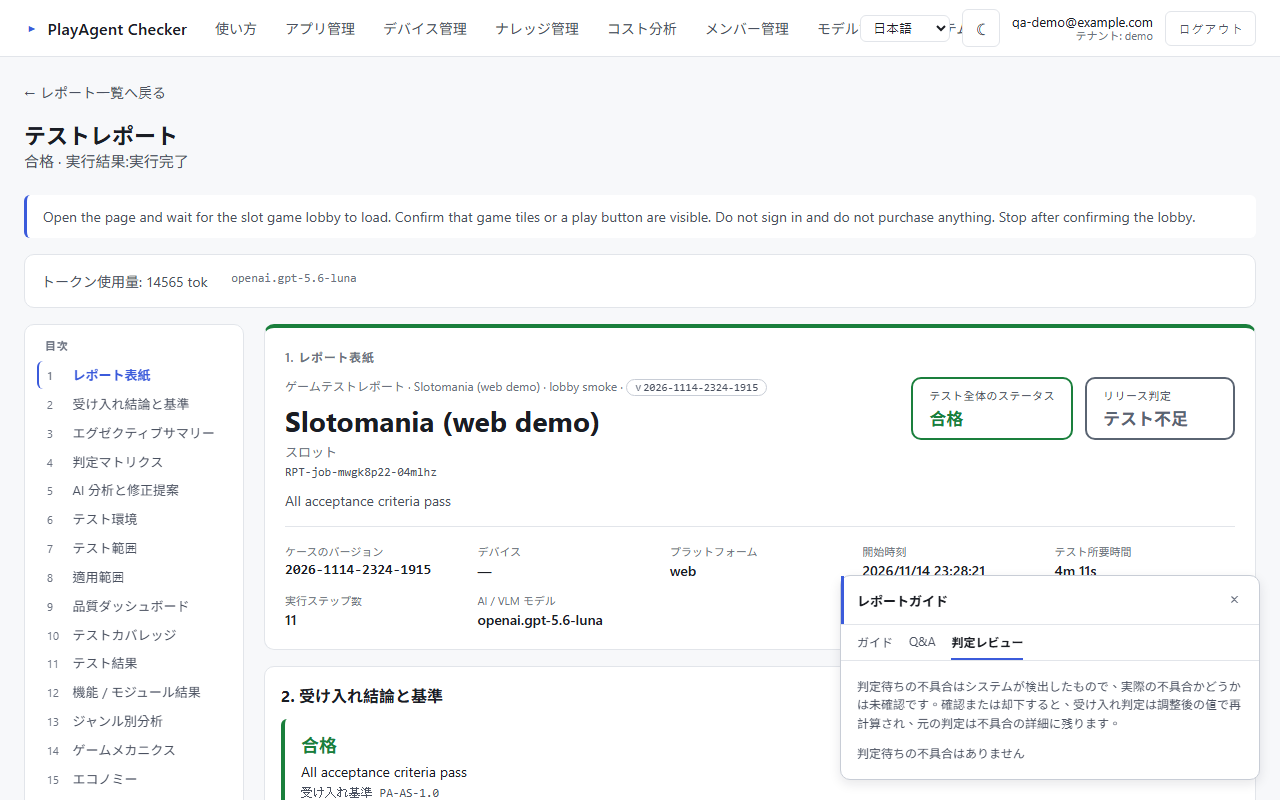 PlayAgent Checker
使い方
アプリ管理
デバイス管理
ナレッジ管理
コスト分析
メンバー管理
モデル
日本語
☾
qa-demo@example.com
テナント: demo
ログアウト
← レポート一覧へ戻る
テストレポート
合格 · 実行結果:実行完了
Open the page and wait for the slot game lobby to load. Confirm that game tiles or a play button are visible. Do not sign in and do not purchase anything. Stop after confirming the lobby.
トークン使用量: 14565 tok openai.gpt-5.6-luna
目次
1 レポート表紙
2 受け入れ結論と基準
3 エグゼクティブサマリー
4 判定マトリクス
5 AI 分析と修正提案
6 テスト環境
7 テスト範囲
8 適用範囲
9 品質ダッシュボード
10 テストカバレッジ
11 テスト結果
12 機能 / モジュール結果
13 ジャンル別分析
14 ゲームメカニクス
15 エコノミー
1. レポート表紙
ゲームテストレポート · Slotomania (web demo) · lobby smoke · v 2026-1114-2324-1915
Slotomania (web demo)
スロット
RPT-job-mwgk8p22-04mlhz
All acceptance criteria pass
テスト全体のステータス
合格
リリース判定
テスト不足
ケースのバージョン
2026-1114-2324-1915
デバイス
—
プラットフォーム
web
開始時刻
2026/11/14 23:28:21
テスト所要時間
4m 11s
実行ステップ数
11
AI / VLM モデル
openai.gpt-5.6-luna
2. 受け入れ結論と基準
合格
All acceptance criteria pass
受け入れ基準 PA-AS-1.0
レポートガイド
×
ガイド
Q&A
判定レビュー
判定待ちの不具合はシステムが検出したもので、実際の不具合かどうか
は未確認です。確認または却下すると、受け入れ判定は調整後の値で再
計算され、元の判定は不具合の詳細に残ります。
判定待ちの不具合はありません